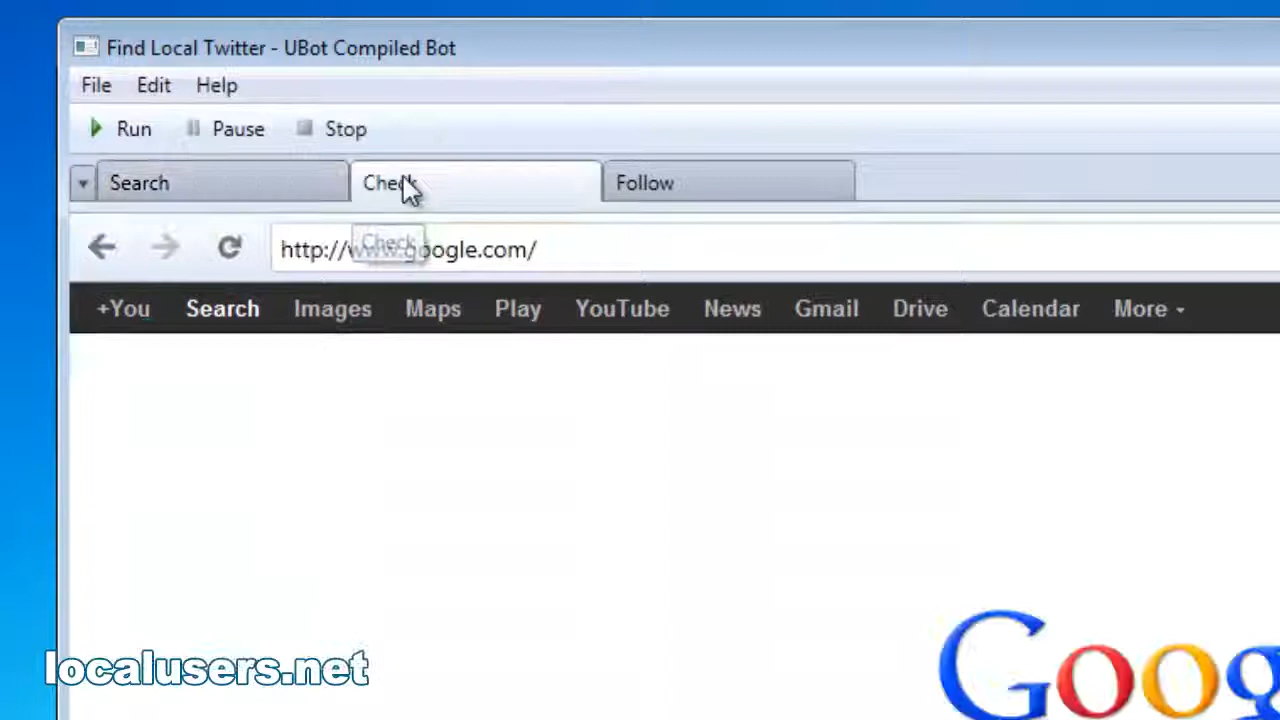 Find Local Twitter - UBot Compiled Bot
File Edit Help
Run Pause Stop
Search Check Follow
http://www.google.com/
Check
+You Search Images Maps Play YouTube News Gmail Drive Calendar More
Goog
localusers.net